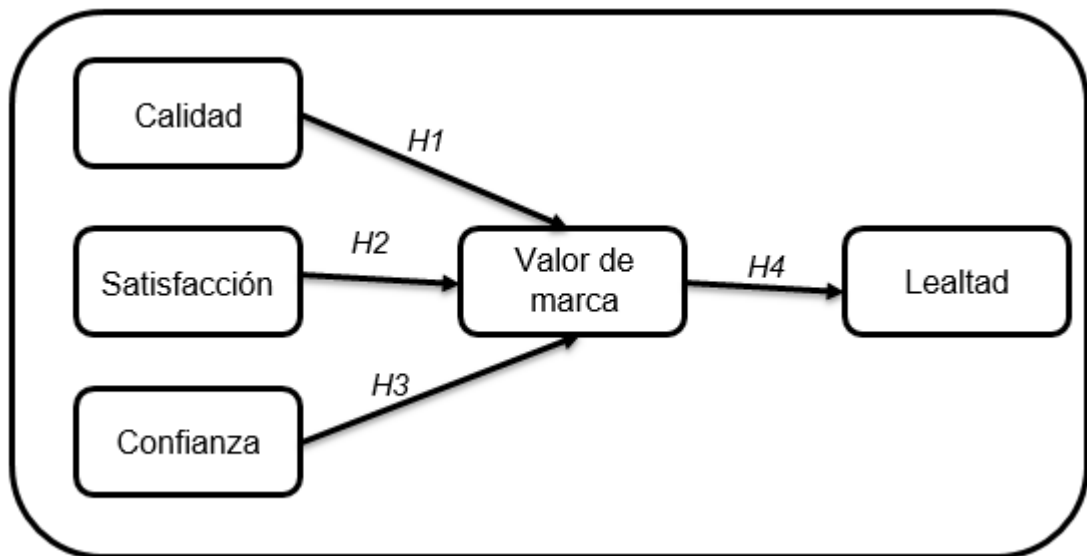 Calidad
H1
Satisfacción
H2
Valor de
marca
H4
Lealtad
H3
Confianza